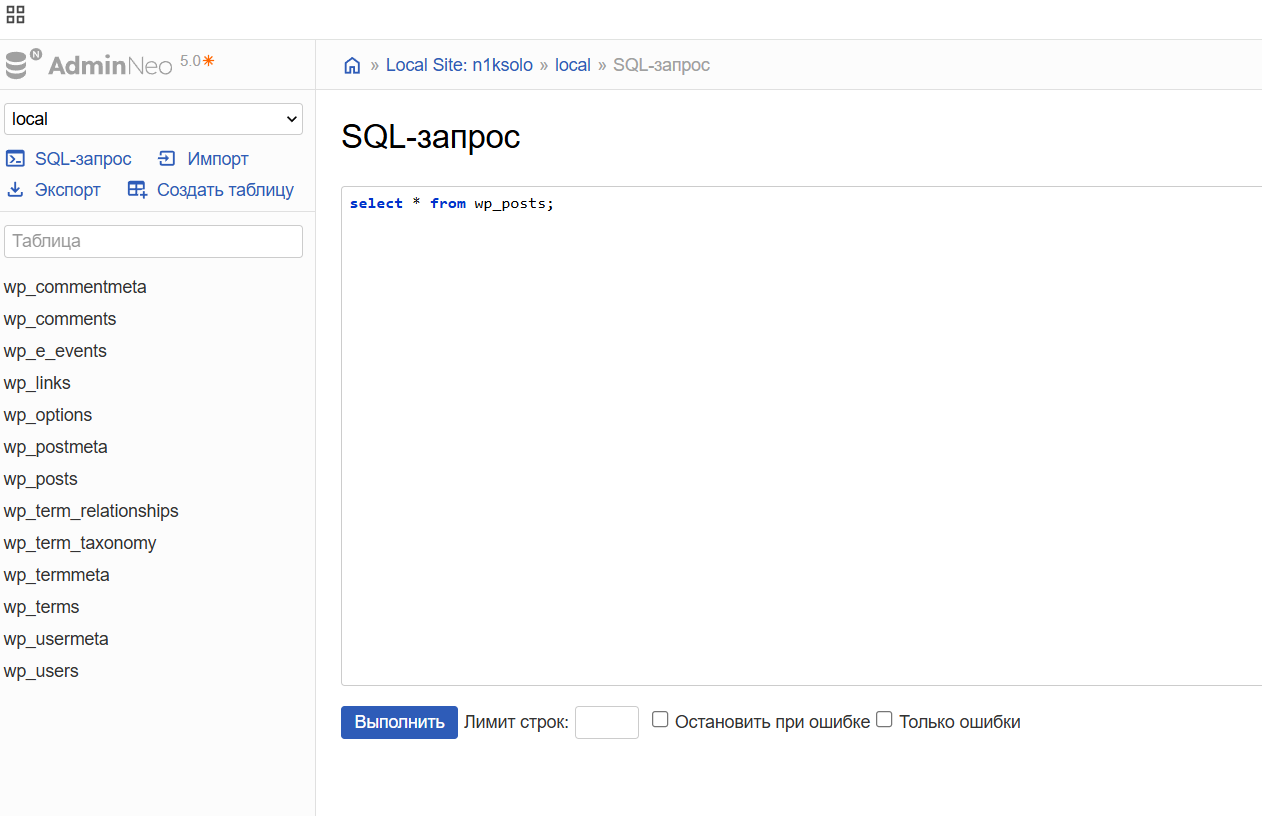 AdminNeo 5.0*
N
» Local Site: n1ksolo » local » SQL-запрос
local
SQL-запрос Импорт
Экспорт Создать таблицу
Таблица
wp_commentmeta
wp_comments
wp_e_events
wp_links
wp_options
wp_postmeta
wp_posts
wp_term_relationships
wp_term_taxonomy
wp_termmeta
wp_terms
wp_usermeta
wp_users
SQL-запрос
select * from wp_posts;
Выполнить Лимит строк: Остановить при ошибке Только ошибки